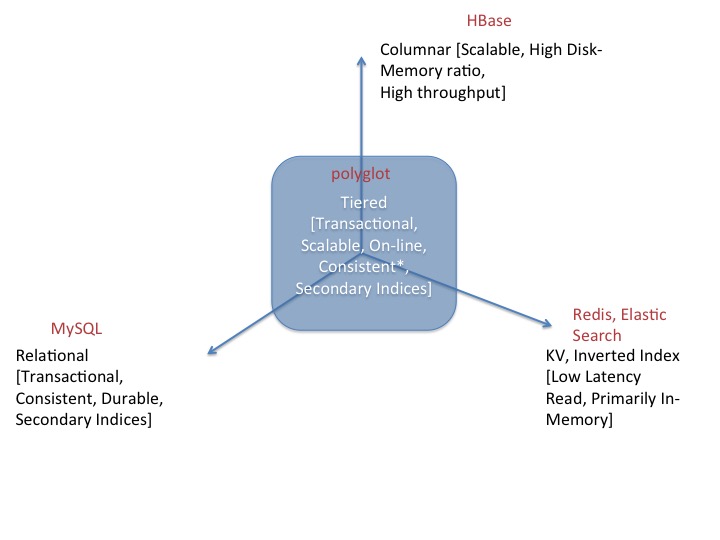 HBase
Columnar [Scalable, High Disk-
Memory ratio,
High throughput]
polyglot
Tiered
[Transactional,
Scalable, On-line,
Consistent*,
Secondary Indices]
MySQL
Relational
[Transactional,
Consistent, Durable,
Secondary Indices]
Redis, Elastic
Search
KV, Inverted Index
[Low Latency
Read, Primarily In-
Memory]